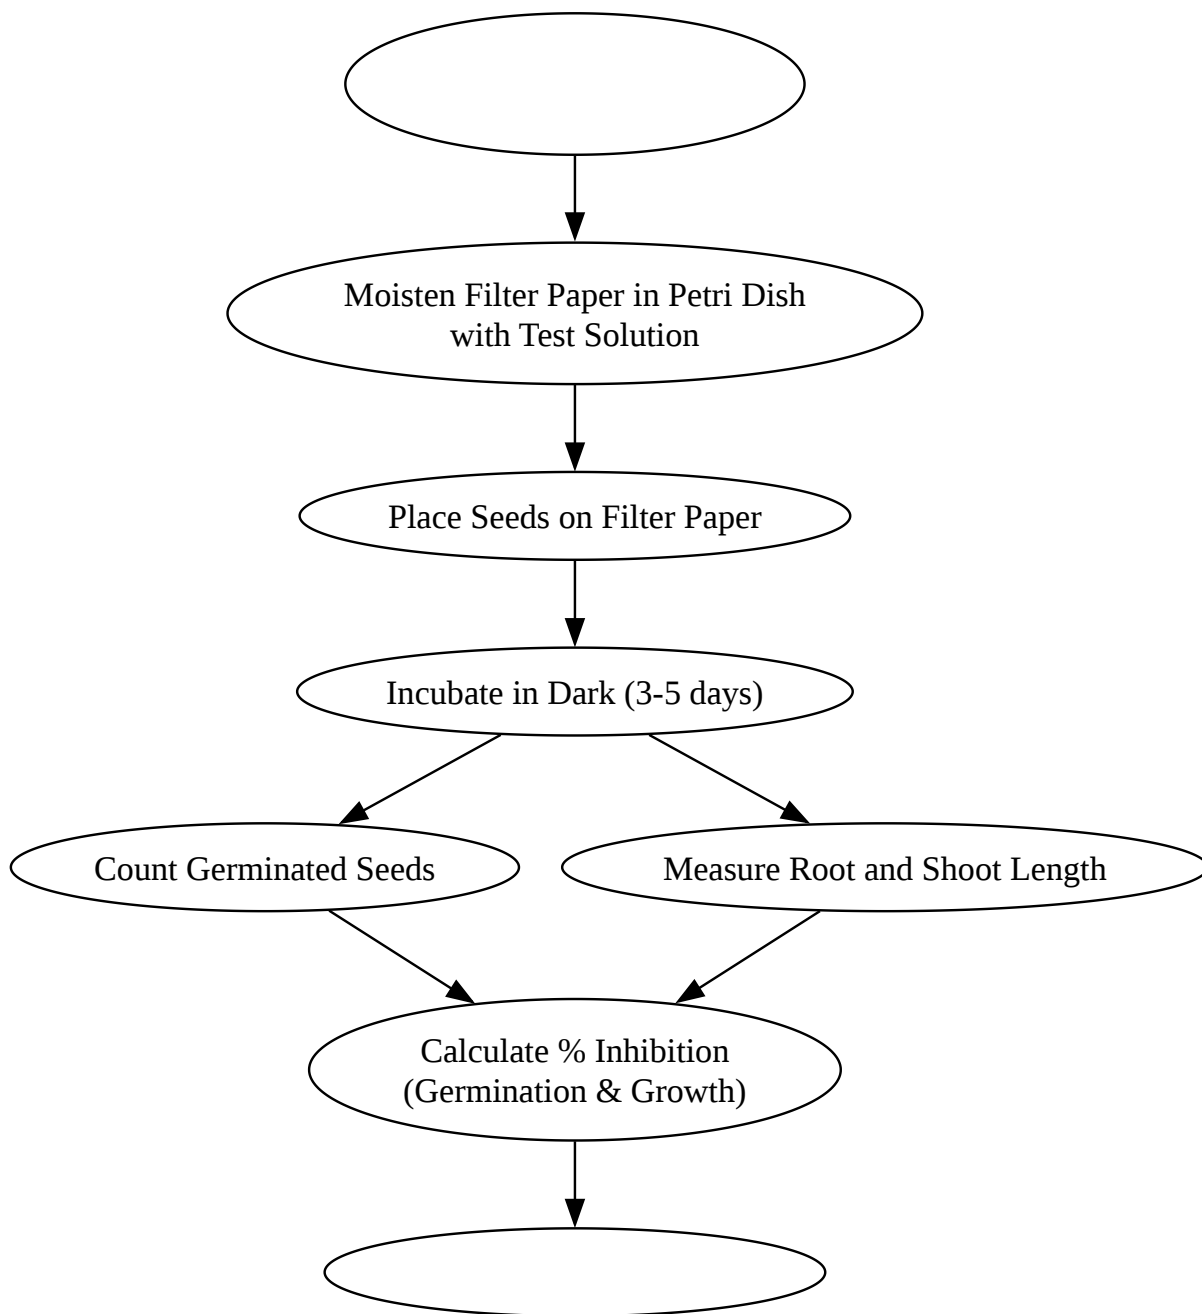 Moisten Filter Paper in Petri Dish
with Test Solution
Place Seeds on Filter Paper
Incubate in Dark (3-5 days)
Count Germinated Seeds
Measure Root and Shoot Length
Calculate % Inhibition
(Germination & Growth)